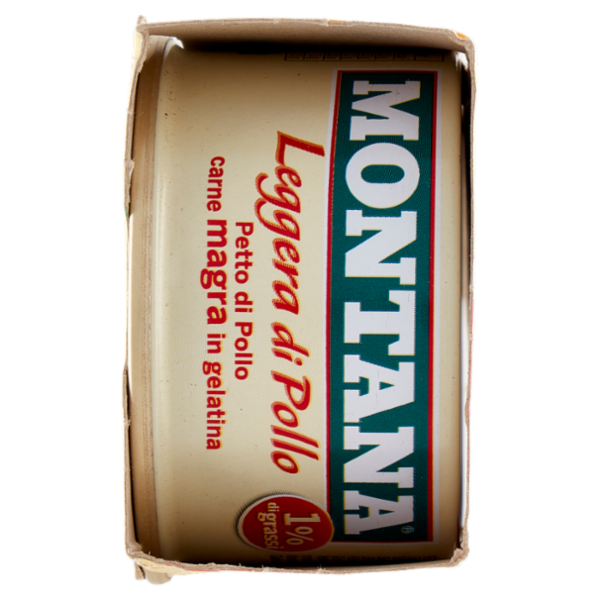 MONTANA®
Leggera di Pollo
Petto di Pollo
carne magra in gelatina
1%
di grassi